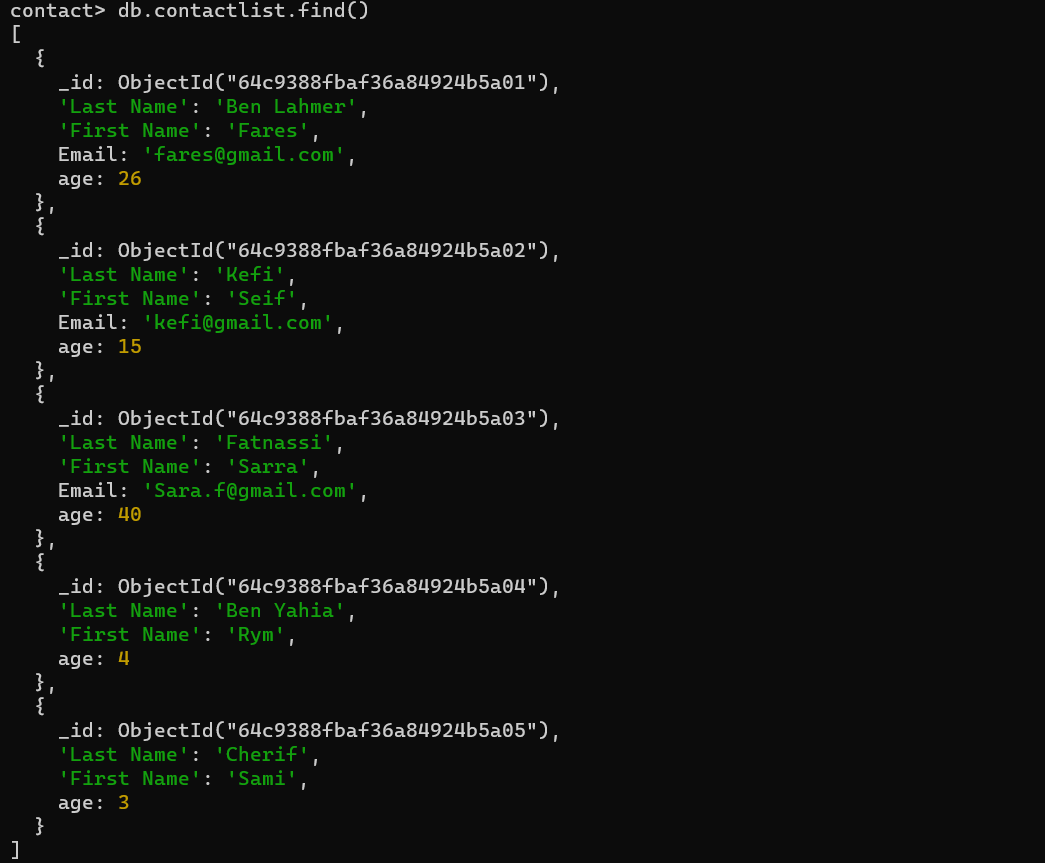 contact> db.contactlist.find()
[
  {
    _id: ObjectId("64c9388fbaf36a84924b5a01"),
    'Last Name': 'Ben Lahmer',
    'First Name': 'Fares',
    Email: 'fares@gmail.com',
    age: 26
  },
  {
    _id: ObjectId("64c9388fbaf36a84924b5a02"),
    'Last Name': 'Kefi',
    'First Name': 'Seif',
    Email: 'kefi@gmail.com',
    age: 15
  },
  {
    _id: ObjectId("64c9388fbaf36a84924b5a03"),
    'Last Name': 'Fatnassi',
    'First Name': 'Sarra',
    Email: 'Sara.f@gmail.com',
    age: 40
  },
  {
    _id: ObjectId("64c9388fbaf36a84924b5a04"),
    'Last Name': 'Ben Yahia',
    'First Name': 'Rym',
    age: 4
  },
  {
    _id: ObjectId("64c9388fbaf36a84924b5a05"),
    'Last Name': 'Cherif',
    'First Name': 'Sami',
    age: 3
  }
]